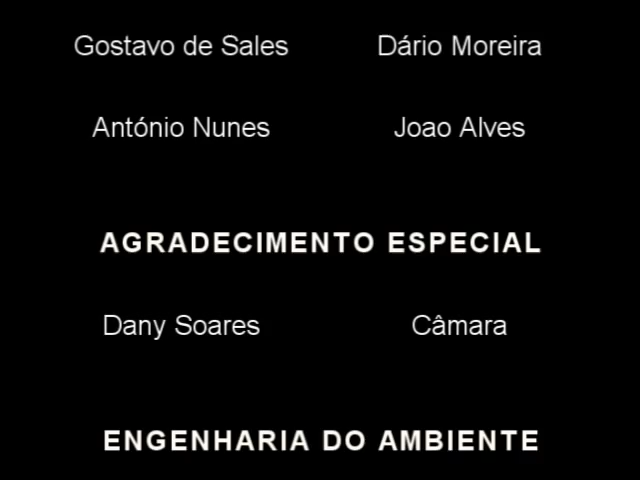 Gostavo de Sales Dário Moreira
António Nunes Joao Alves
AGRADECIMENTO ESPECIAL
Dany Soares Câmara
ENGENHARIA DO AMBIENTE